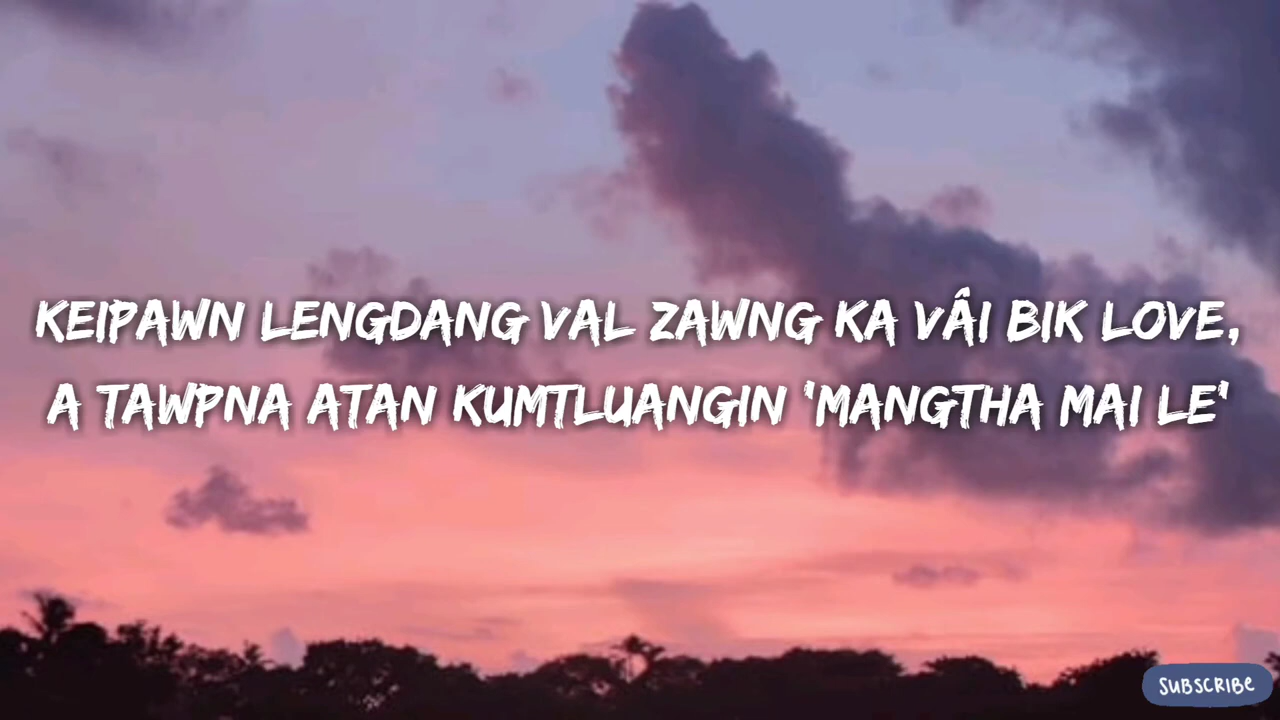 KEIPAWN LENGDANG VAL ZAWNG KA VÂI BIK LOVE,
A TAWPNA ATAN KUMTLUANGIN 'MANGTHA MAI LE'
SUBSCRIBE